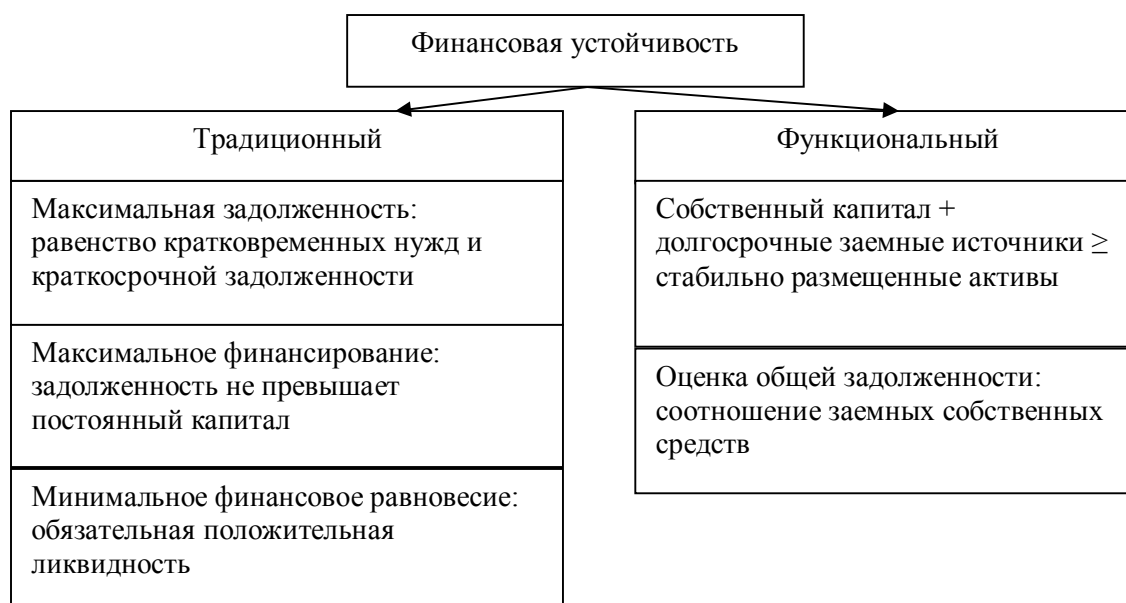 Финансовая устойчивость
Традиционный
Максимальная задолженность:
равенство кратковременных нужд и
краткосрочной задолженности
Максимальное финансирование:
задолженность не превышает
постоянный капитал
Минимальное финансовое равновесие:
обязательная положительная
ликвидность
Функциональный
Собственный капитал +
долгосрочные заемные источники ≥
стабильно размещенные активы
Оценка общей задолженности:
соотношение заемных собственных
средств